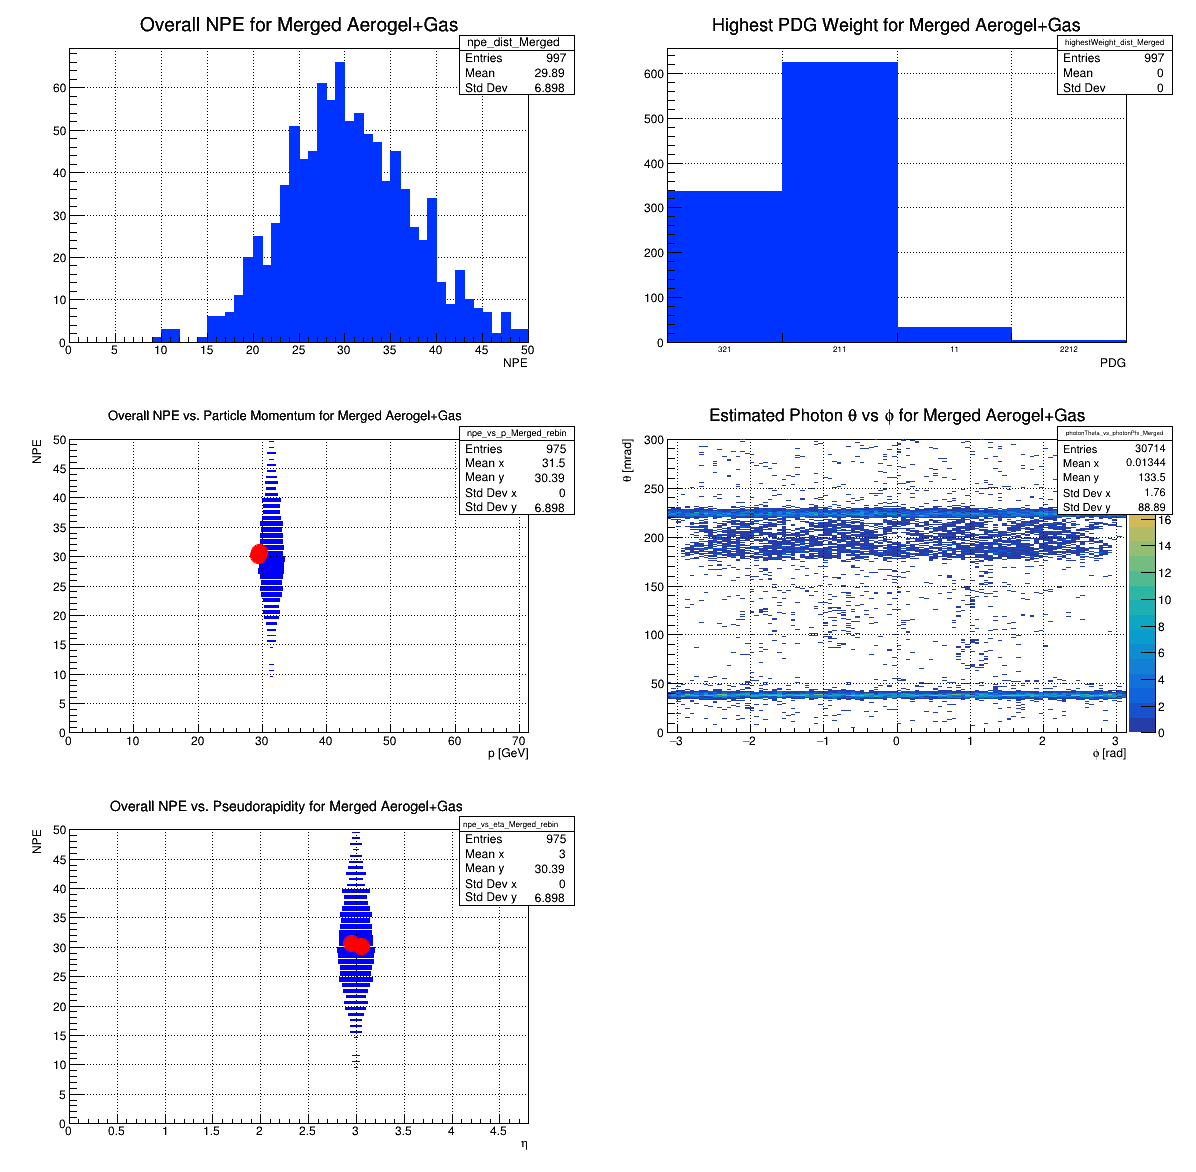 Overall NPE for Merged Aerogel+Gas
npe_dist_Merged
Entries 997
Mean 29.89
Std Dev 6.898
60
50
40
30
20
10
0
0 5 10 15 20 25 30 35 40 45 50
NPE
Highest PDG Weight for Merged Aerogel+Gas
highestWeight_dist_Merged
Entries 997
Mean 0
Std Dev 0
600
500
400
300
200
100
0
321 211 11 2212
PDG
Overall NPE vs. Particle Momentum for Merged Aerogel+Gas
npe_vs_p_Merged_rebin
Entries 975
Mean x 31.5
Mean y 30.39
Std Dev x 0
Std Dev y 6.898
NPE
50
45
40
35
30
25
20
15
10
5
0
0 10 20 30 40 50 60 70
p [GeV]
Estimated Photon θ vs ϕ for Merged Aerogel+Gas
photonTheta_vs_photonPhi_Merged
Entries 30714
Mean x 0.01344
Mean y 133.5
Std Dev x 1.76
Std Dev y 88.89
θ [mrad]
300
250
200
150
100
50
0
−3 −2 −1 0 1 2 3
ϕ [rad]
16
14
12
10
8
6
4
2
0
Overall NPE vs. Pseudorapidity for Merged Aerogel+Gas
npe_vs_eta_Merged_rebin
Entries 975
Mean x 3
Mean y 30.39
Std Dev x 0
Std Dev y 6.898
NPE
50
45
40
35
30
25
20
15
10
5
0
0 0.5 1 1.5 2 2.5 3 3.5 4 4.5
η